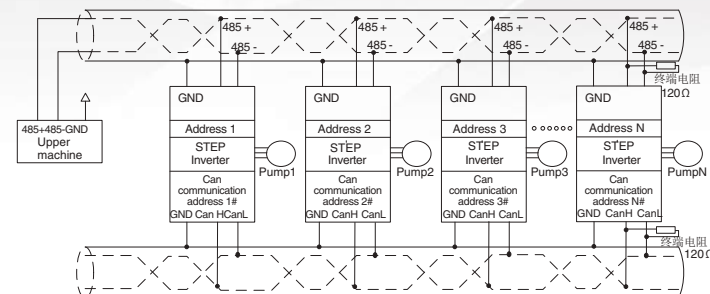 485 + 485 + 485 + 485 +
485 - 485 - 485 - 485 -
终端电阻
120Ω
GND GND GND GND
485+485-GND
Upper
machine
Address 1 Address 2 Address 3 Address N
STEP STEP STEP STEP
Inverter Inverter Inverter Inverter
Pump1 Pump2 Pump3 PumpN
Can Can Can Can
communication communication communication communication
address 1# address 2# address 3# address N#
GND Can HCanL GND CanH CanL GND CanH CanL GND CanH CanL
终端电阻
120Ω